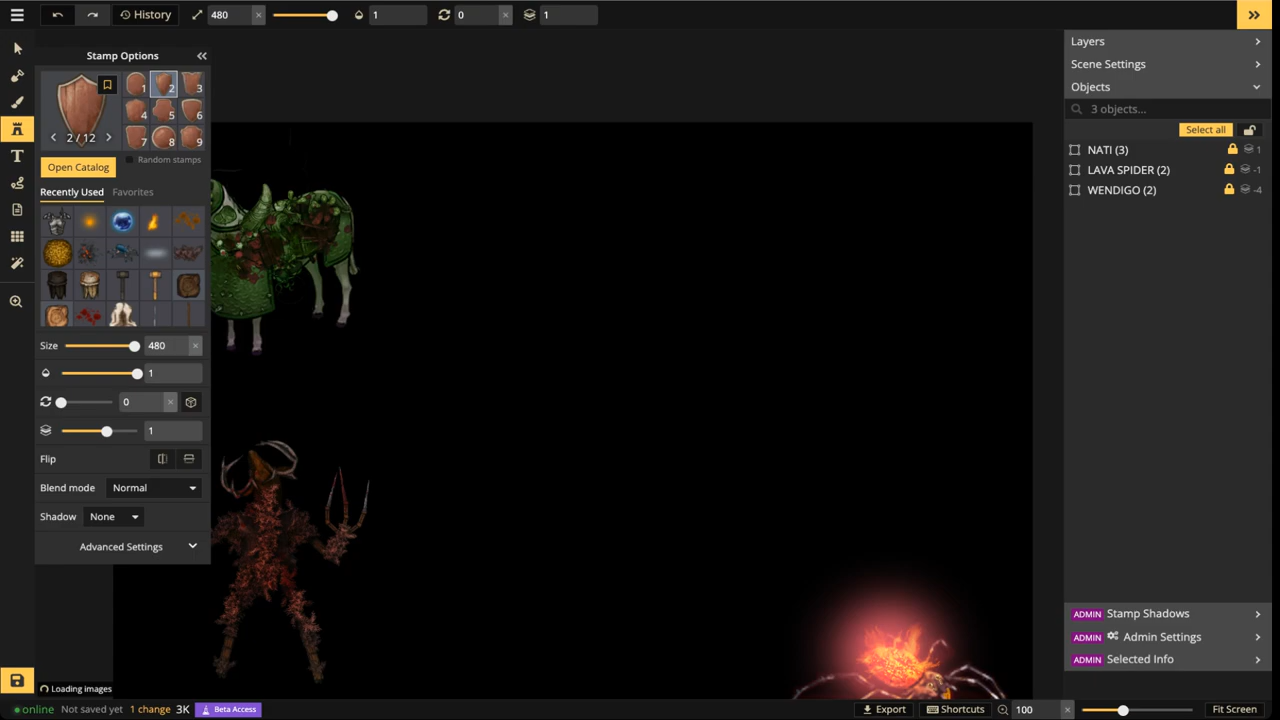 History
480
×
1
0
×
1
Stamp Options
1
2
3
4
5
6
7
8
9
2 / 12
Open Catalog
Random stamps
Recently Used
Favorites
Size
480
×
1
0
×
1
Flip
Blend mode
Normal
Shadow
None
Advanced Settings
Loading images
Layers
Scene Settings
Objects
3 objects...
Select all
NATI (3)
1
LAVA SPIDER (2)
-1
WENDIGO (2)
-4
ADMIN Stamp Shadows
ADMIN Admin Settings
ADMIN Selected Info
online
Not saved yet
1 change
3K
Beta Access
Export
Shortcuts
100
×
Fit Screen